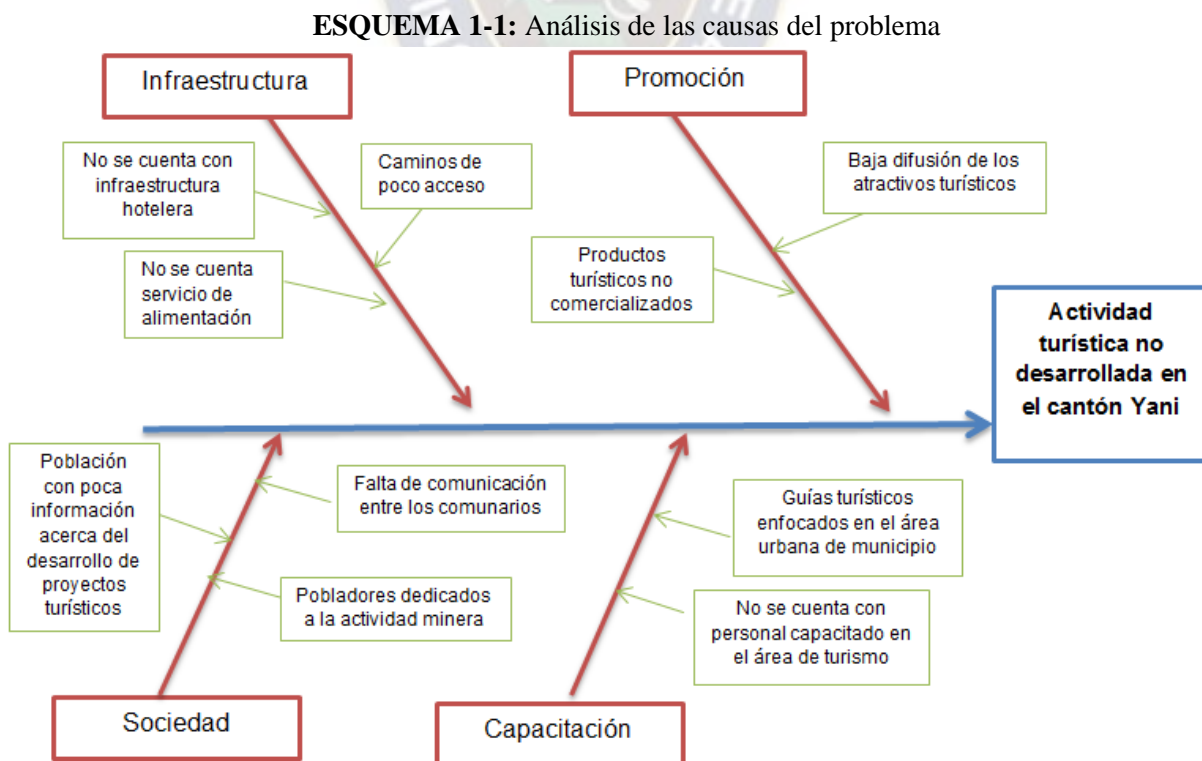 ESQUEMA 1-1: Análisis de las causas del problema
Infraestructura
Promoción
No se cuenta con
infraestructura
hotelera
Caminos de
poco acceso
Baja difusión de los
atractivos turísticos
No se cuenta
servicio de
alimentación
Productos
turísticos no
comercializados
Actividad
turística no
desarrollada en
el cantón Yani
Población
con poca
información
acerca del
desarrollo de
proyectos
turísticos
Falta de comunicación
entre los comunarios
Guías turísticos
enfocados en el área
urbana de municipio
Pobladores dedicados
a la actividad minera
No se cuenta con
personal capacitado en
el área de turismo
Sociedad
Capacitación